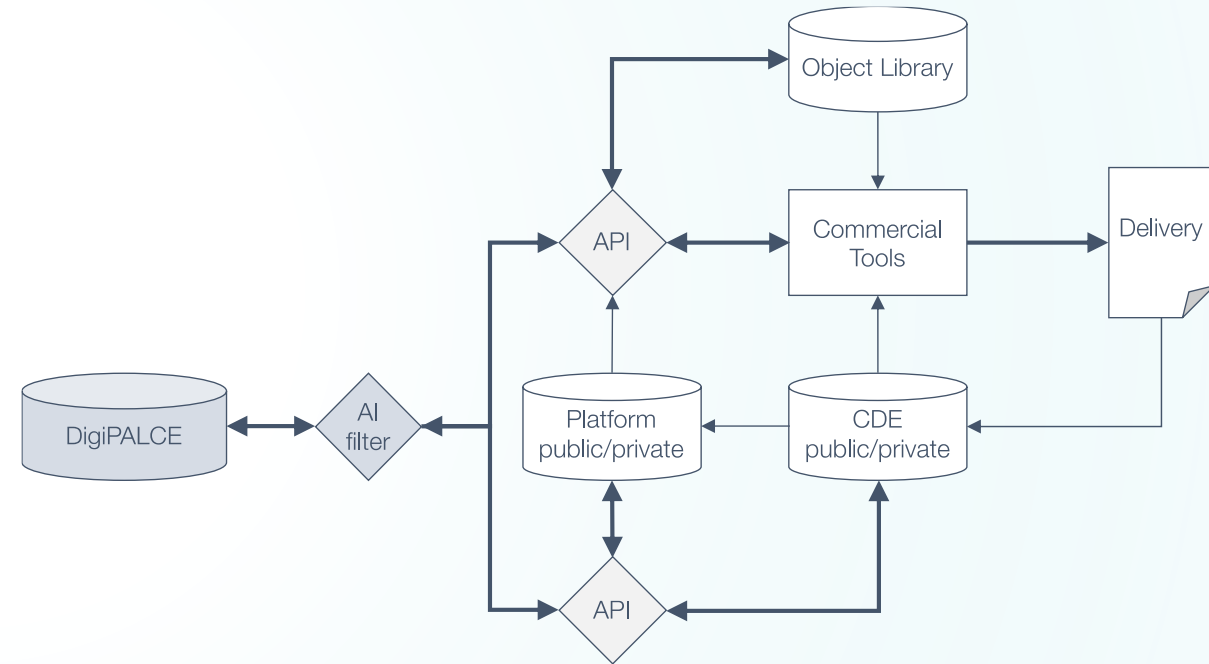 Object Library
API
Commercial
Tools
Delivery
DigiPALCE
AI
filter
Platform
public/private
CDE
public/private
API